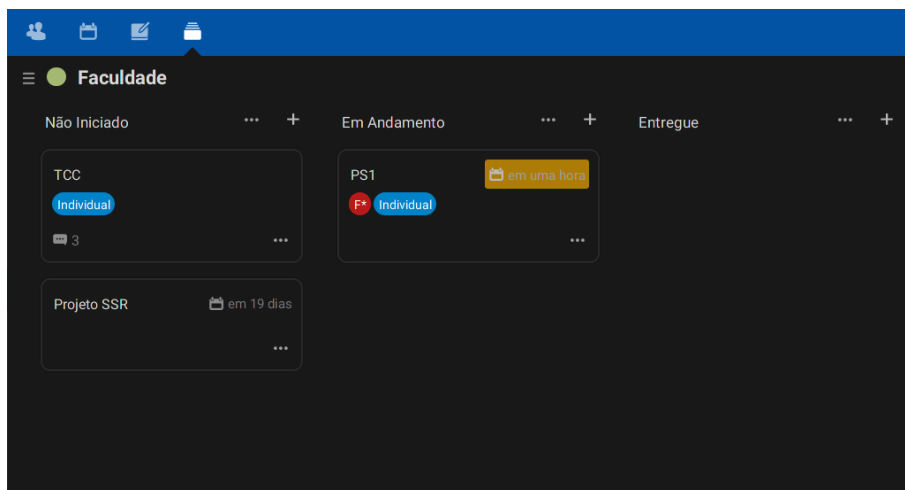 Faculdade
Não Iniciado
TCC
Individual
3
Projeto SSR
em 19 dias
Em Andamento
PS1
em uma hora
F* Individual
Entregue